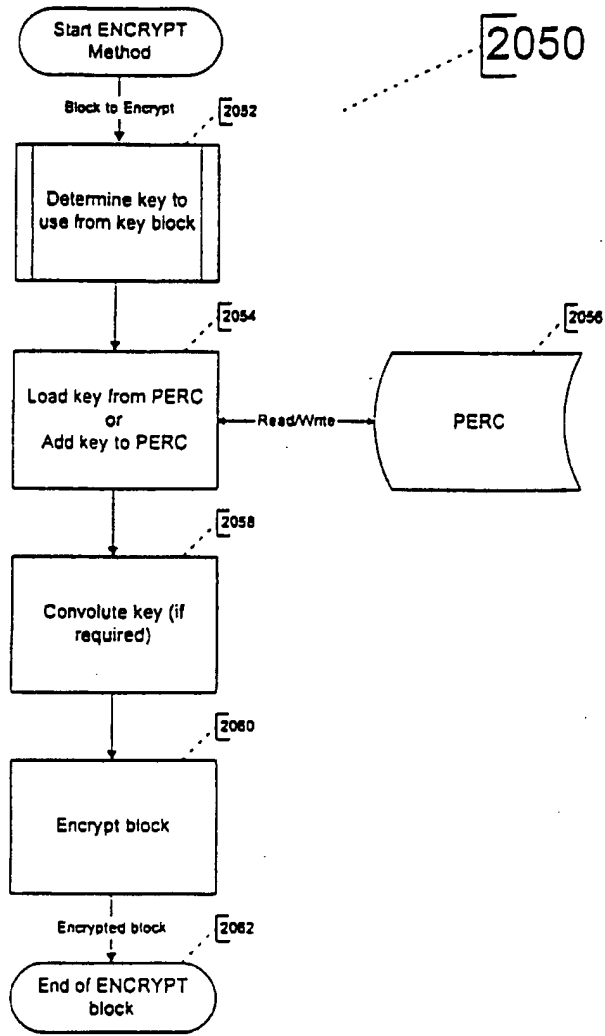 Start ENCRYPT
Method
2050
Block to Encrypt
2052
Determine key to
use from key block
2054
2056
Load key from PERC
or
Add key to PERC
Read/Write
PERC
2058
Convolute key (if
required)
2060
Encrypt block
Encrypted block
2062
End of ENCRYPT
block